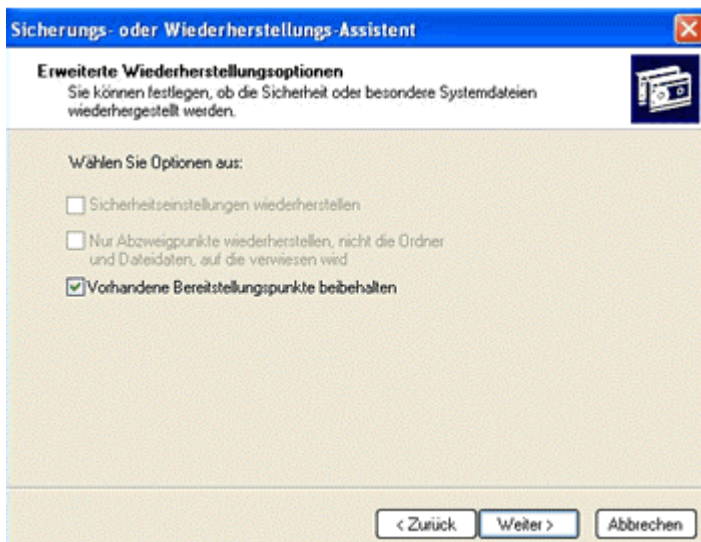 Sicherungs- oder Wiederherstellungs-Assistent
Erweiterte Wiederherstellungsoptionen
Sie können festlegen, ob die Sicherheit oder besondere Systemdateien
wiederhergestellt werden.
Wählen Sie Optionen aus:
Sicherheitseinstellungen wiederherstellen
Nur Abzweigpunkte wiederherstellen, nicht die Ordner
und Dateidaten, auf die verwiesen wird
Vorhandene Bereitstellungspunkte beibehalten
< Zurück Weiter > Abbrechen